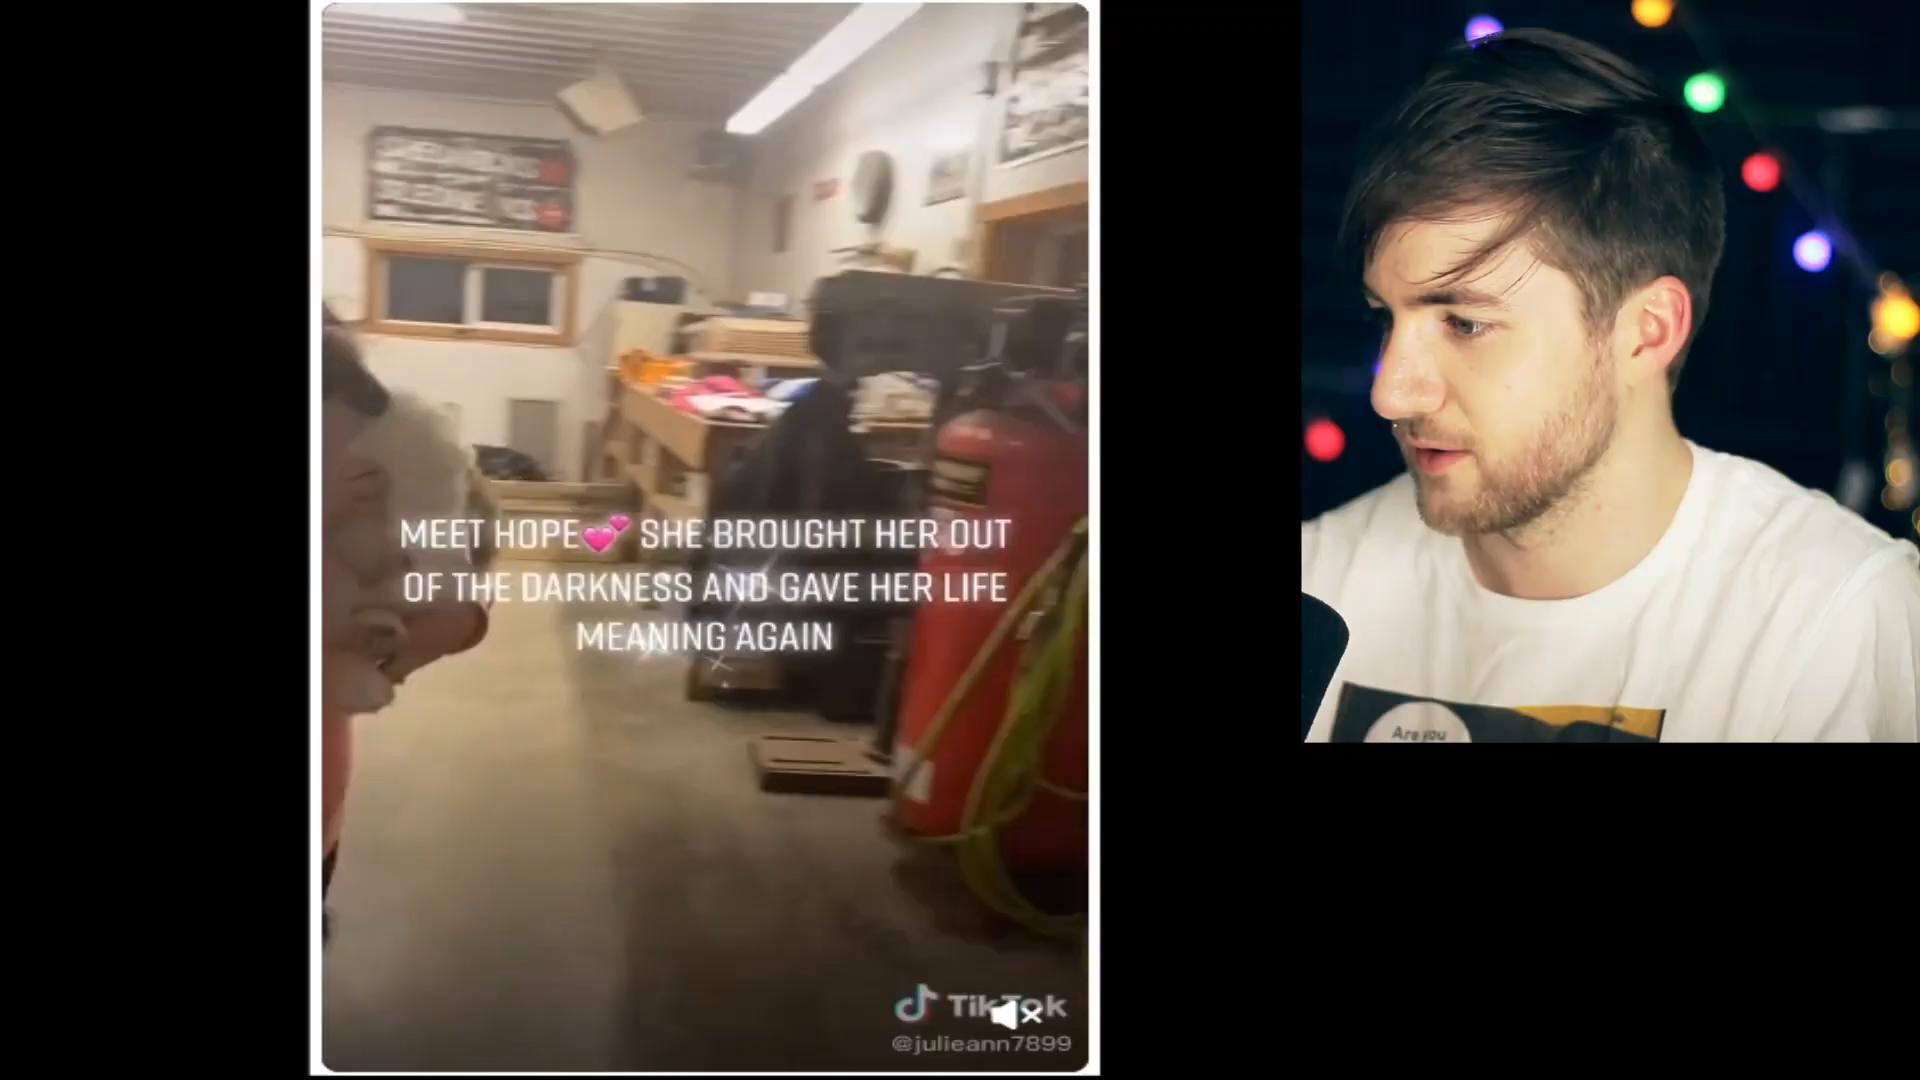 MEET HOPE💕 SHE BROUGHT HER OUT
OF THE DARKNESS AND GAVE HER LIFE
MEANING AGAIN
TikTok
@julieann7899
Are you